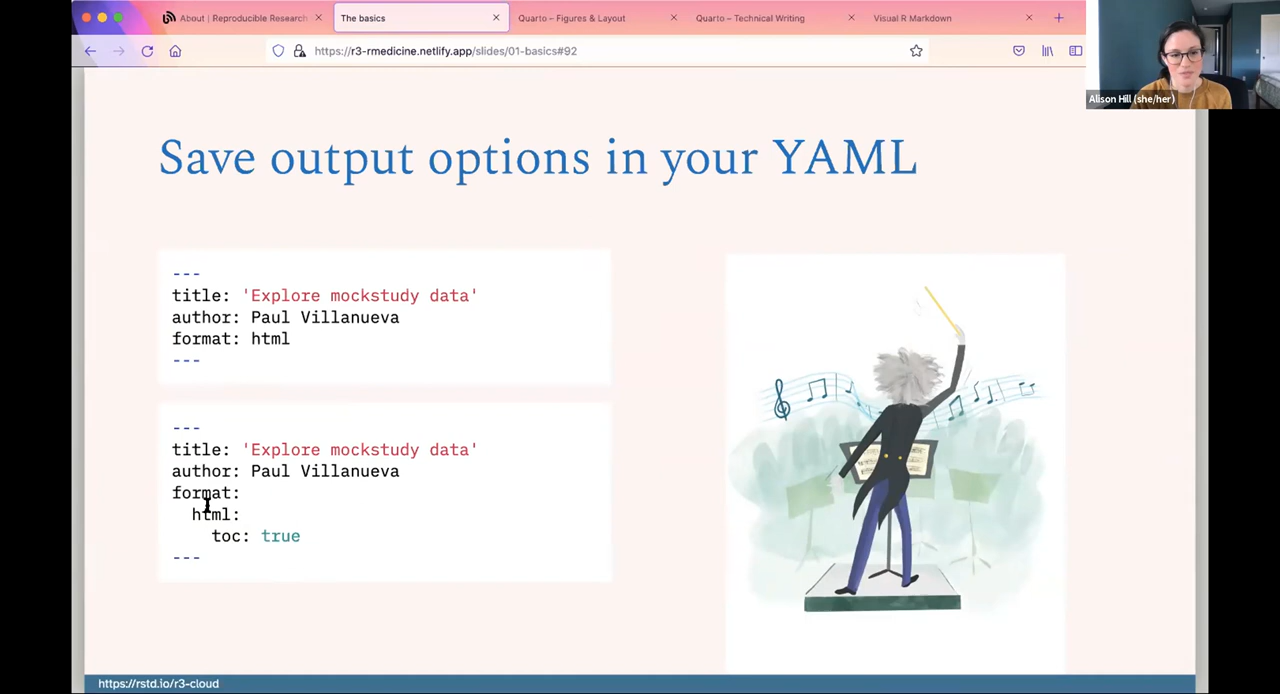 About | Reproducible Research
The basics
Quarto – Figures & Layout
Quarto – Technical Writing
Visual R Markdown
https://r3-rmedicine.netlify.app/slides/01-basics#92
Alison Hill (she/her)
Save output options in your YAML
---
title: 'Explore mockstudy data'
author: Paul Villanueva
format: html
---
---
title: 'Explore mockstudy data'
author: Paul Villanueva
format:
html:
toc: true
---
https://rstd.io/r3-cloud